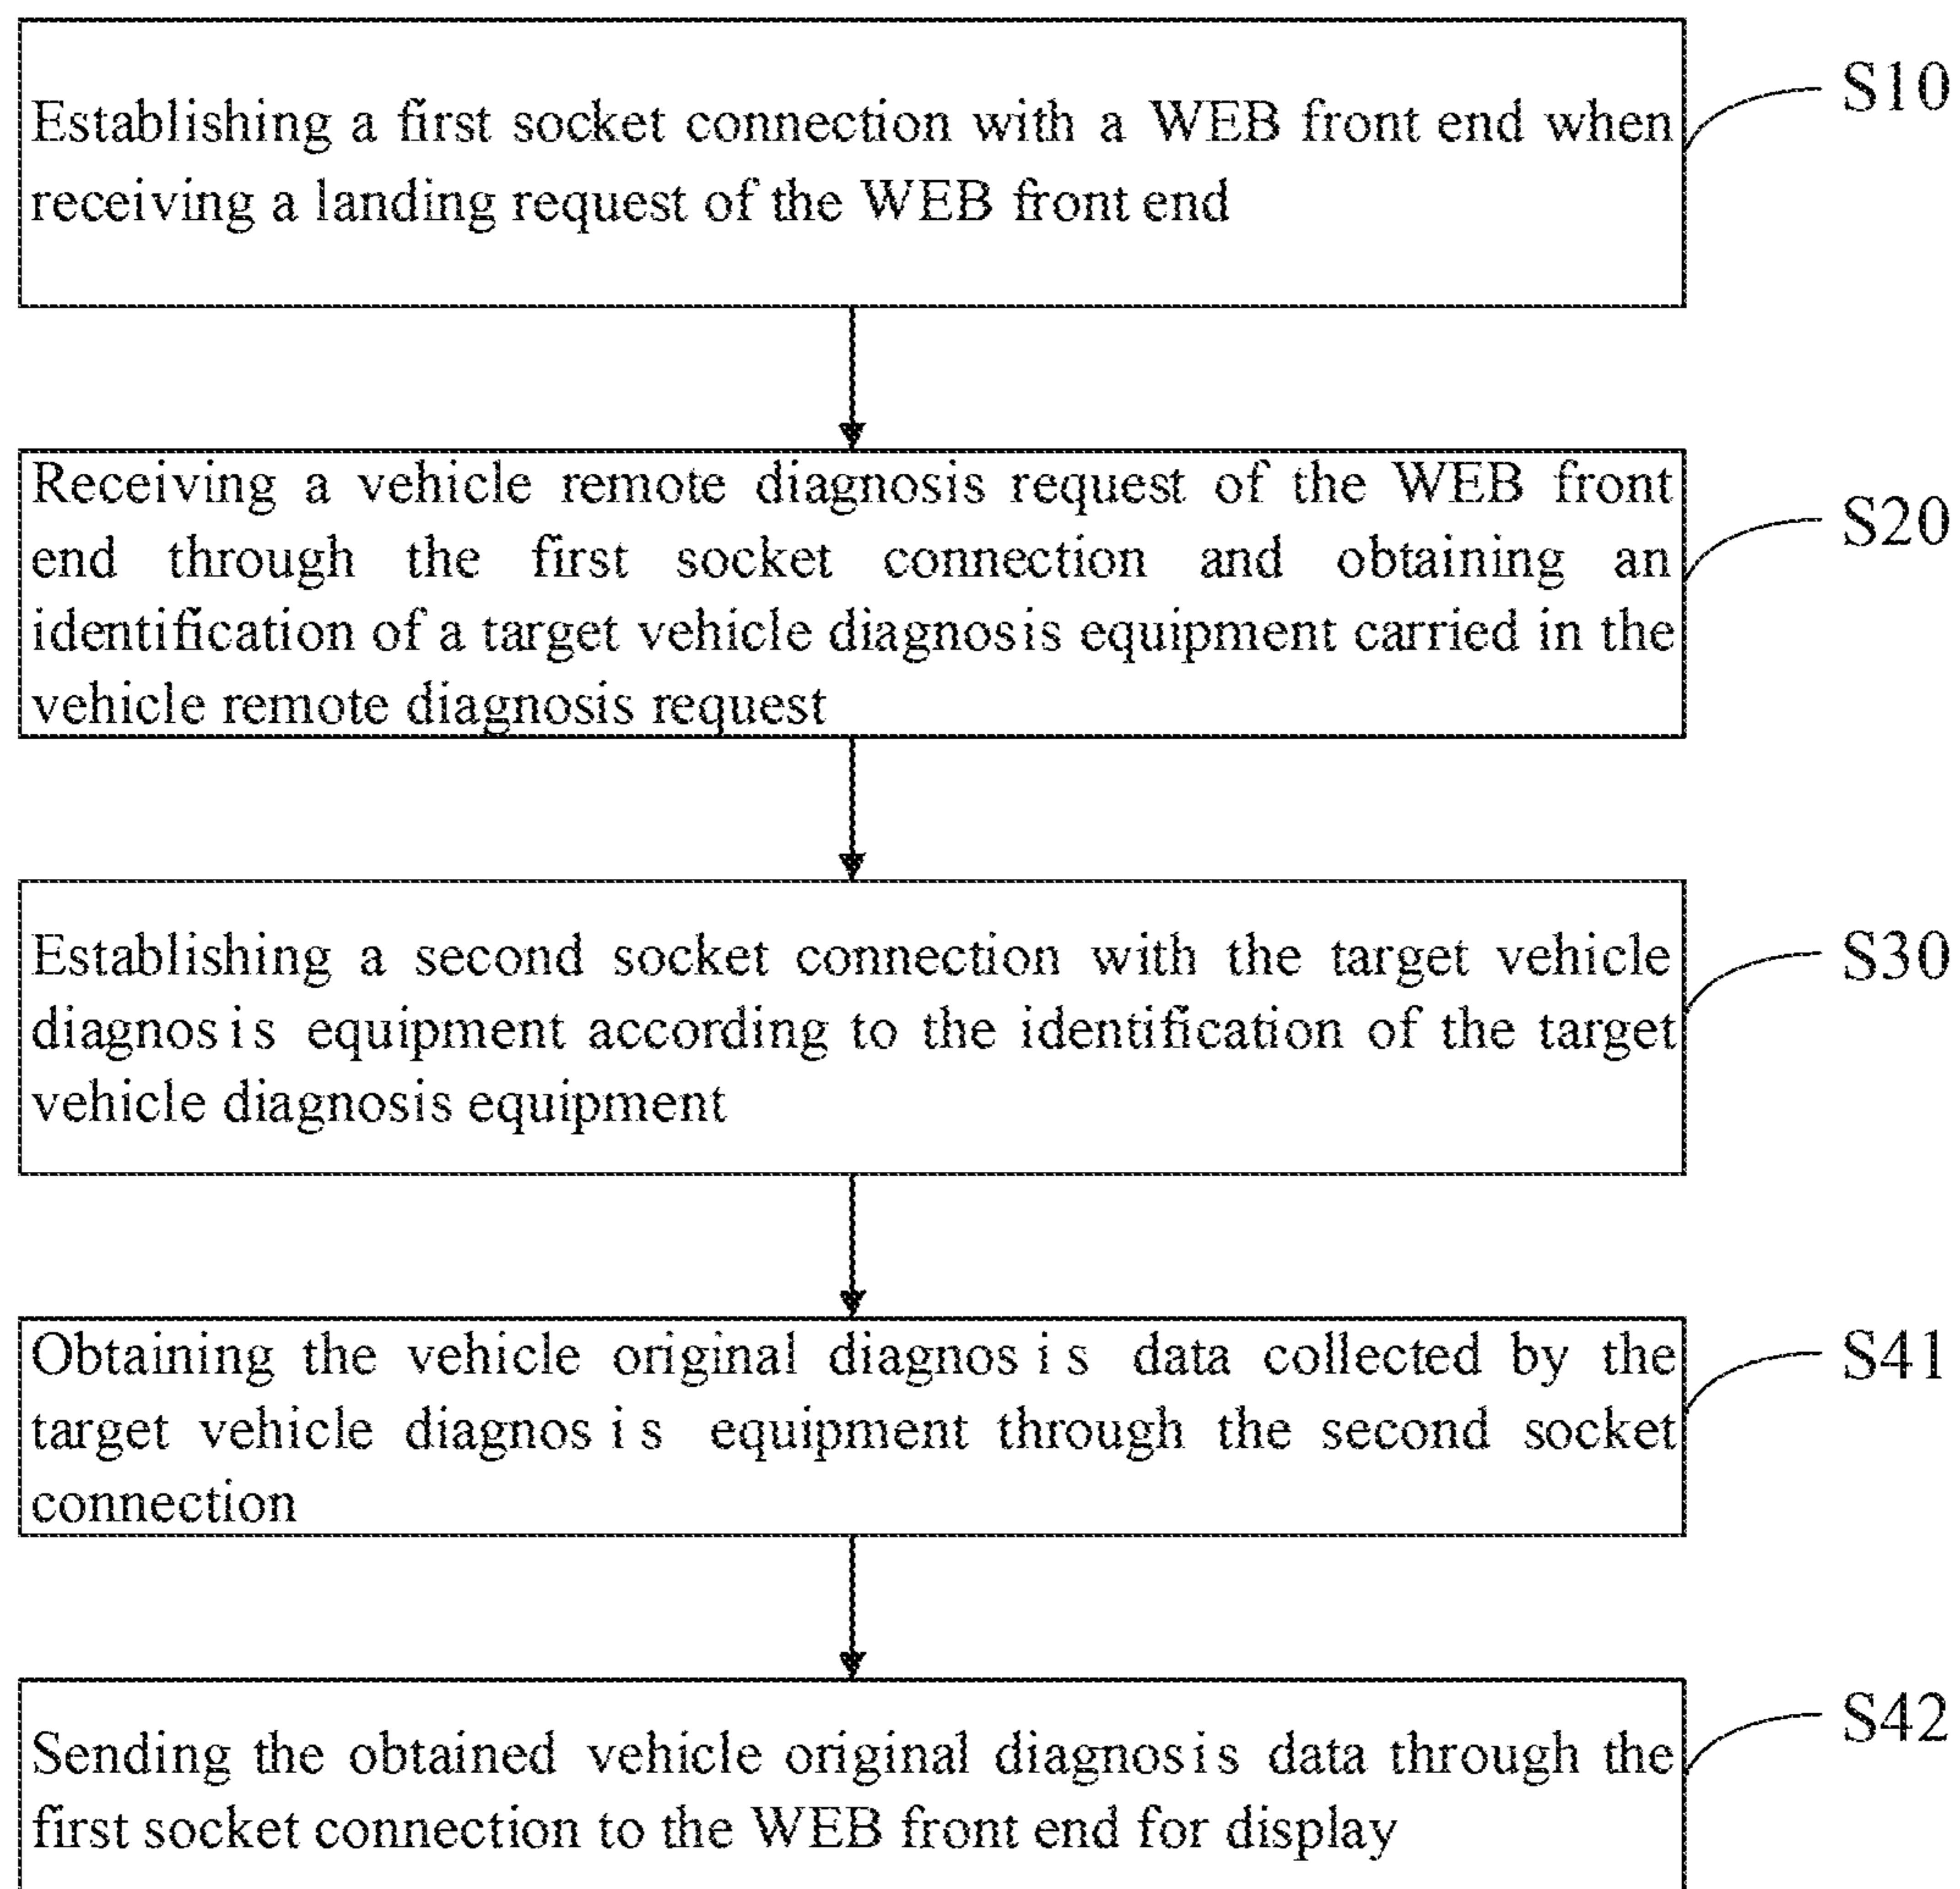 Establishing a first socket connection with a WEB front end when
receiving a landing request of the WEB front end
S10
Receiving a vehicle remote diagnosis request of the WEB front
end through the first socket connection and obtaining an
identification of a target vehicle diagnosis equipment carried in the
vehicle remote diagnosis request
S20
Establishing a second socket connection with the target vehicle
diagnosis equipment according to the identification of the target
vehicle diagnosis equipment
S30
Obtaining the vehicle original diagnosis data collected by the
target vehicle diagnosis equipment through the second socket
connection
S41
Sending the obtained vehicle original diagnosis data through the
first socket connection to the WEB front end for display
S42